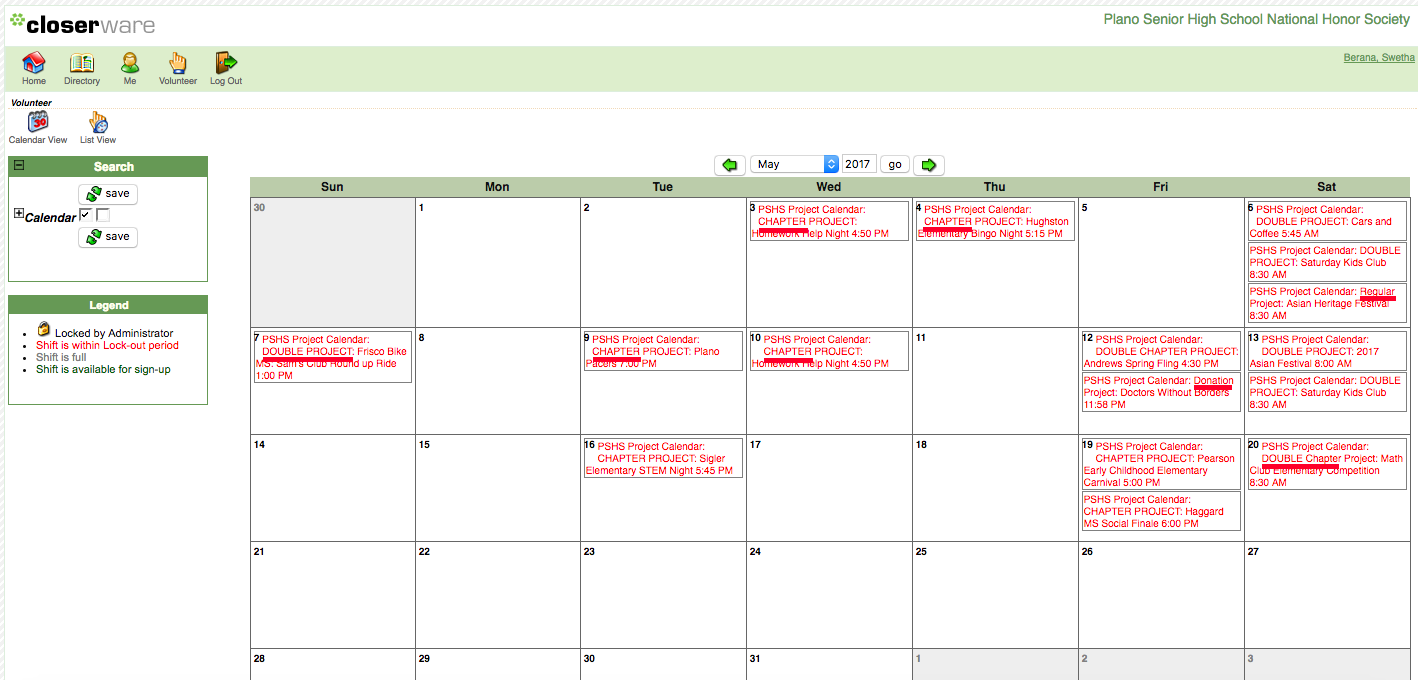 closerware
Plano Senior High School National Honor Society
Home Directory Me Volunteer Log Out
Berana, Swetha
Volunteer
Calendar View List View
Search
save
Calendar
save
Legend
Locked by Administrator
Shift is within Lock-out period
Shift is full
Shift is available for sign-up
May 2017 go
Sun Mon Tue Wed Thu Fri Sat
30
1
2
3 PSHS Project Calendar:
CHAPTER PROJECT:
Homework Help Night 4:50 PM
4 PSHS Project Calendar:
CHAPTER PROJECT: Hughston
Elementary Bingo Night 5:15 PM
5
6 PSHS Project Calendar:
DOUBLE PROJECT: Cars and
Coffee 5:45 AM
PSHS Project Calendar: DOUBLE
PROJECT: Saturday Kids Club
8:30 AM
PSHS Project Calendar: Regular
Project: Asian Heritage Festival
8:30 AM
7 PSHS Project Calendar:
DOUBLE PROJECT: Frisco Bike
MS: Sam's Club Round up Ride
1:00 PM
8
9 PSHS Project Calendar:
CHAPTER PROJECT: Plano
Pacers 7:00 PM
10 PSHS Project Calendar:
CHAPTER PROJECT:
Homework Help Night 4:50 PM
11
12 PSHS Project Calendar:
DOUBLE CHAPTER PROJECT:
Andrews Spring Fling 4:30 PM
PSHS Project Calendar: Donation
Project: Doctors Without Borders
11:58 PM
13 PSHS Project Calendar:
DOUBLE PROJECT: 2017
Asian Festival 8:00 AM
PSHS Project Calendar: DOUBLE
PROJECT: Saturday Kids Club
8:30 AM
14
15
16 PSHS Project Calendar:
CHAPTER PROJECT: Sigler
Elementary STEM Night 5:45 PM
17
18
19 PSHS Project Calendar:
CHAPTER PROJECT: Pearson
Early Childhood Elementary
Carnival 5:00 PM
PSHS Project Calendar:
CHAPTER PROJECT: Haggard
MS Social Finale 6:00 PM
20 PSHS Project Calendar:
DOUBLE Chapter Project: Math
Club Elementary Competition
8:30 AM
21
22
23
24
25
26
27
28
29
30
31
1
2
3